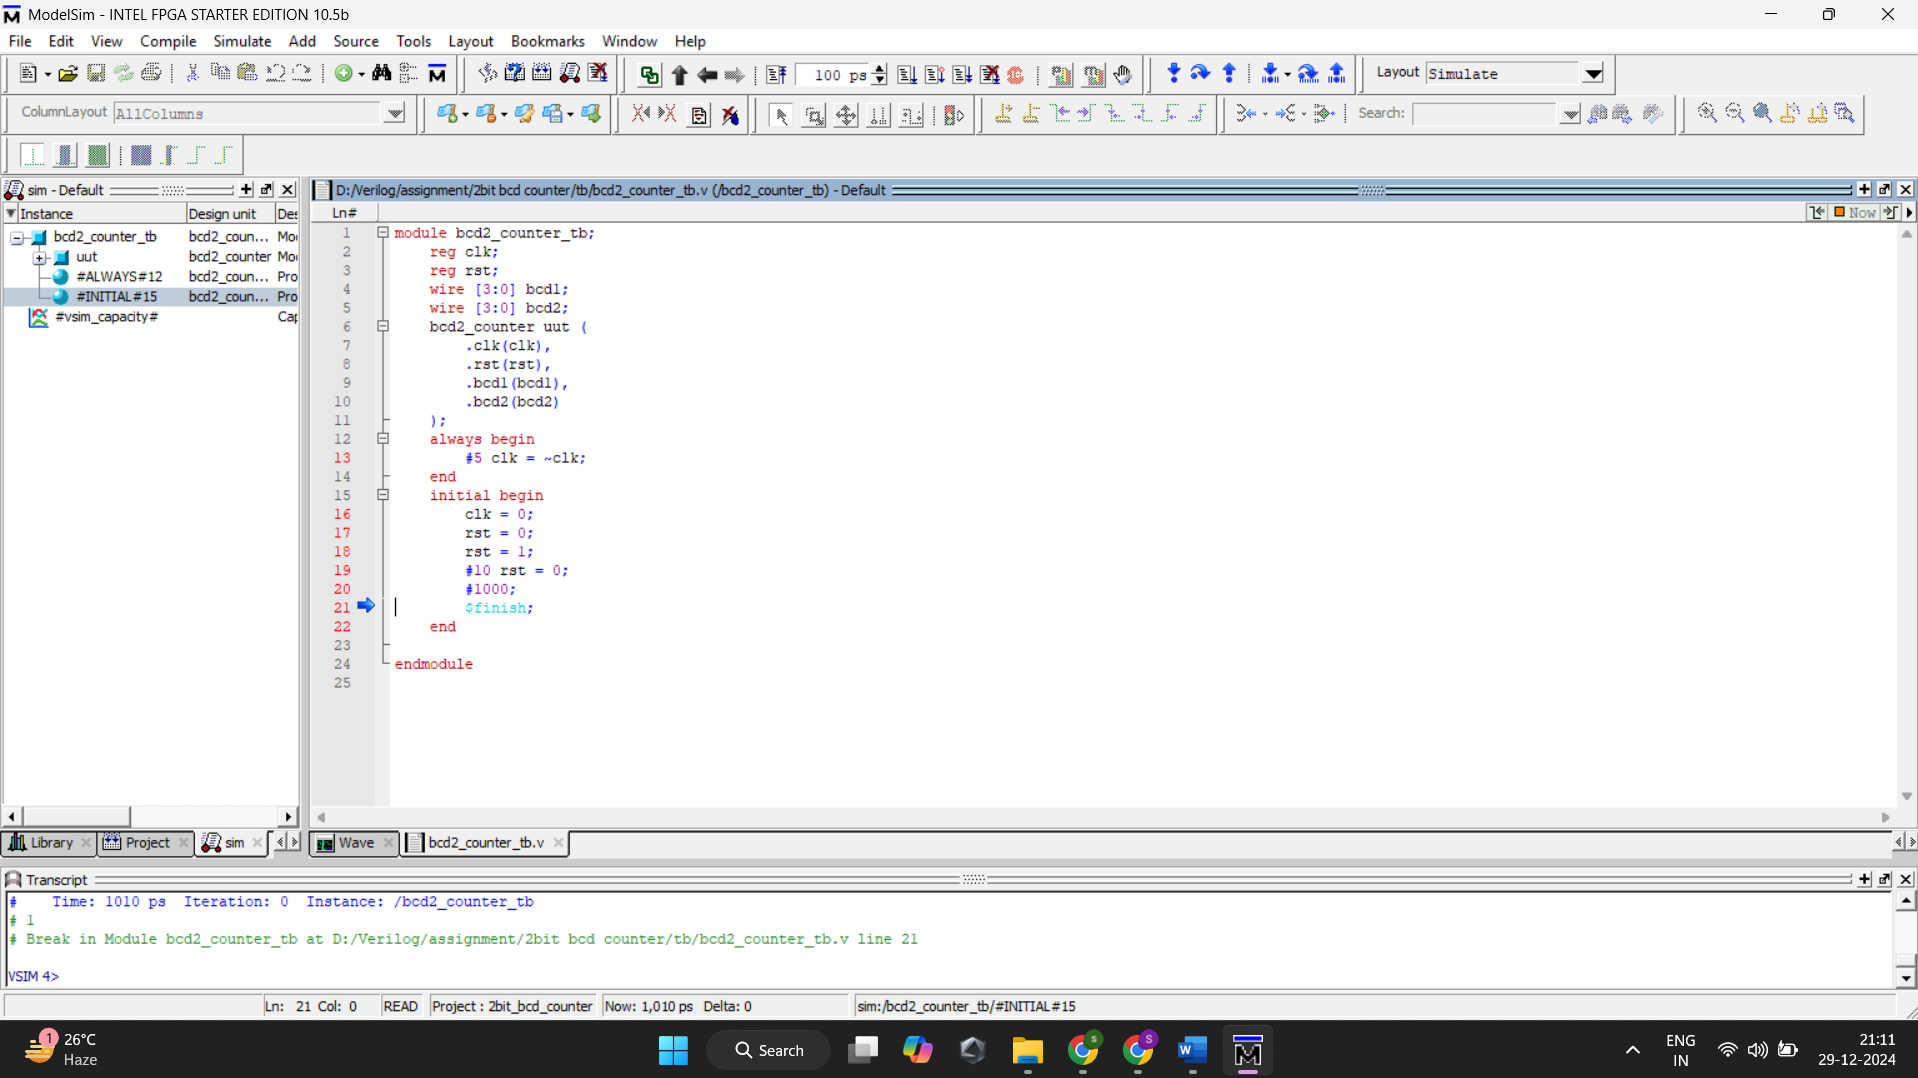 ModelSim - INTEL FPGA STARTER EDITION 10.5b
File Edit View Compile Simulate Add Source Tools Layout Bookmarks Window Help
100 ps
Layout Simulate
ColumnLayout AllColumns
Search:
sim - Default
Instance Design unit Des
bcd2_counter_tb bcd2_coun... Mo
uut bcd2_counter Mo
#ALWAYS#12 bcd2_coun... Pro
#INITIAL#15 bcd2_coun... Pro
#vsim_capacity# Cap
D:/Verilog/assignment/2bit bcd counter/tb/bcd2_counter_tb.v (/bcd2_counter_tb) - Default
Ln# Now
1 module bcd2_counter_tb;
2 reg clk;
3 reg rst;
4 wire [3:0] bcd1;
5 wire [3:0] bcd2;
6 bcd2_counter uut (
7 .clk(clk),
8 .rst(rst),
9 .bcd1(bcd1),
10 .bcd2(bcd2)
11 );
12 always begin
13 #5 clk = ~clk;
14 end
15 initial begin
16 clk = 0;
17 rst = 0;
18 rst = 1;
19 #10 rst = 0;
20 #1000;
21 $finish;
22 end
23
24 endmodule
25
Library Project sim
Wave bcd2_counter_tb.v
Transcript
# Time: 1010 ps Iteration: 0 Instance: /bcd2_counter_tb
# 1
# Break in Module bcd2_counter_tb at D:/Verilog/assignment/2bit bcd counter/tb/bcd2_counter_tb.v line 21
VSIM 4>
Ln: 21 Col: 0 READ Project : 2bit_bcd_counter Now: 1,010 ps Delta: 0 sim:/bcd2_counter_tb/#INITIAL#15
1
26°C
Haze
Search
S
S
W
ENG
IN
21:11
29-12-2024